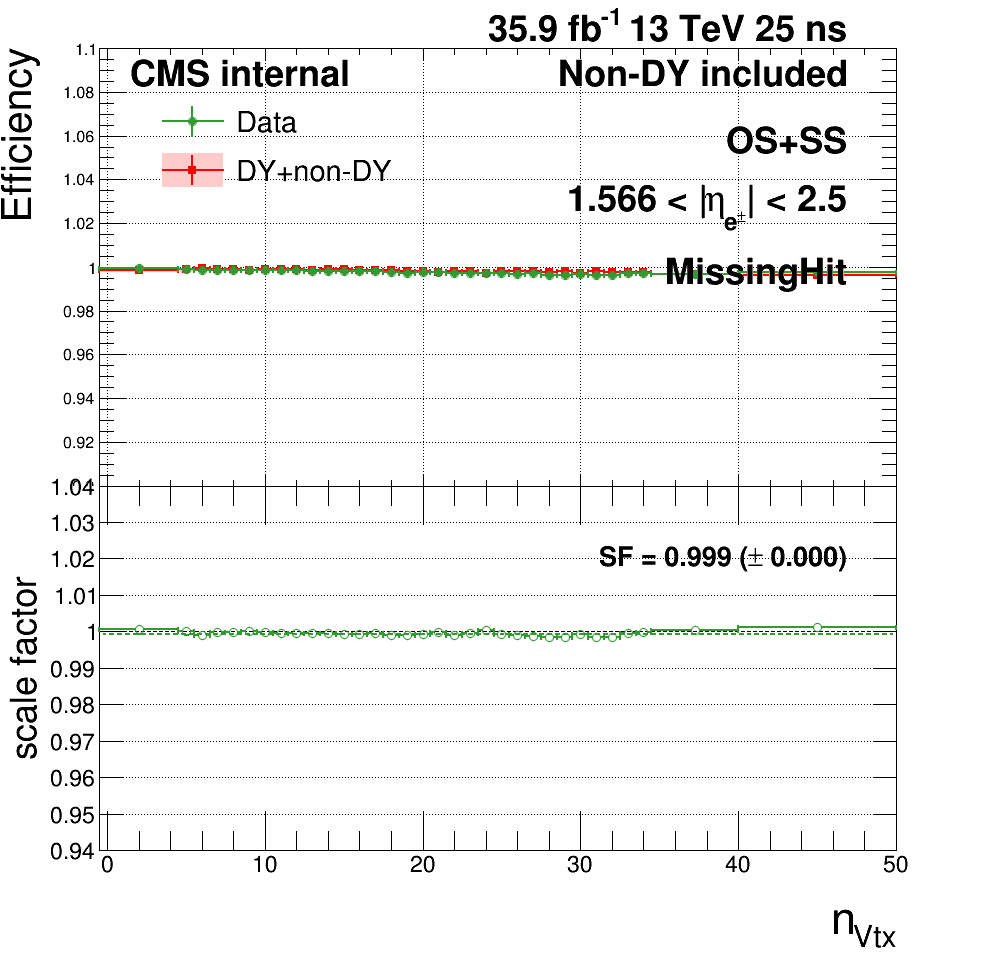 35.9 fb⁻¹ 13 TeV 25 ns
Efficiency
CMS internal
Non-DY included
Data
OS+SS
DY+non-DY
1.566 < |η_e±| < 2.5
MissingHit
1.1
1.08
1.06
1.04
1.02
1
0.98
0.96
0.94
0.92
scale factor
SF = 0.999 (± 0.000)
1.04
1.03
1.02
1.01
1
0.99
0.98
0.97
0.96
0.95
0.94
0 10 20 30 40 50
n_Vtx